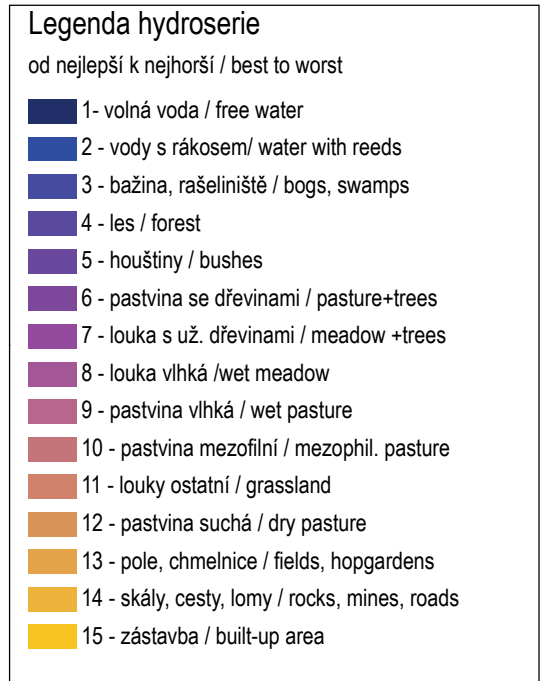 Legenda hydroserie
od nejlepší k nejhorší / best to worst
1- volná voda / free water
2 - vody s rákosem/ water with reeds
3 - bažina, rašeliniště / bogs, swamps
4 - les / forest
5 - houštiny / bushes
6 - pastvina se dřevinami / pasture+trees
7 - louka s už. dřevinami / meadow +trees
8 - louka vlhká /wet meadow
9 - pastvina vlhká / wet pasture
10 - pastvina mezofilní / mezophil. pasture
11 - louky ostatní / grassland
12 - pastvina suchá / dry pasture
13 - pole, chmelnice / fields, hopgardens
14 - skály, cesty, lomy / rocks, mines, roads
15 - zástavba / built-up area